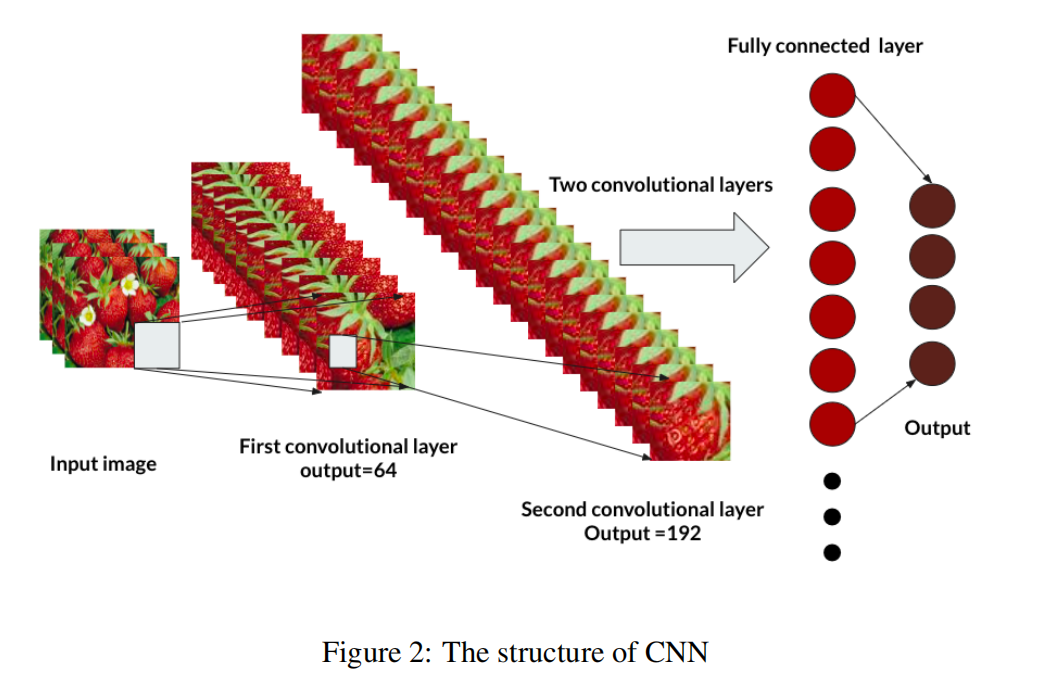 Fully connected layer
Two convolutional layers
Input image
First convolutional layer
output=64
Second convolutional layer
Output =192
Output
Figure 2: The structure of CNN